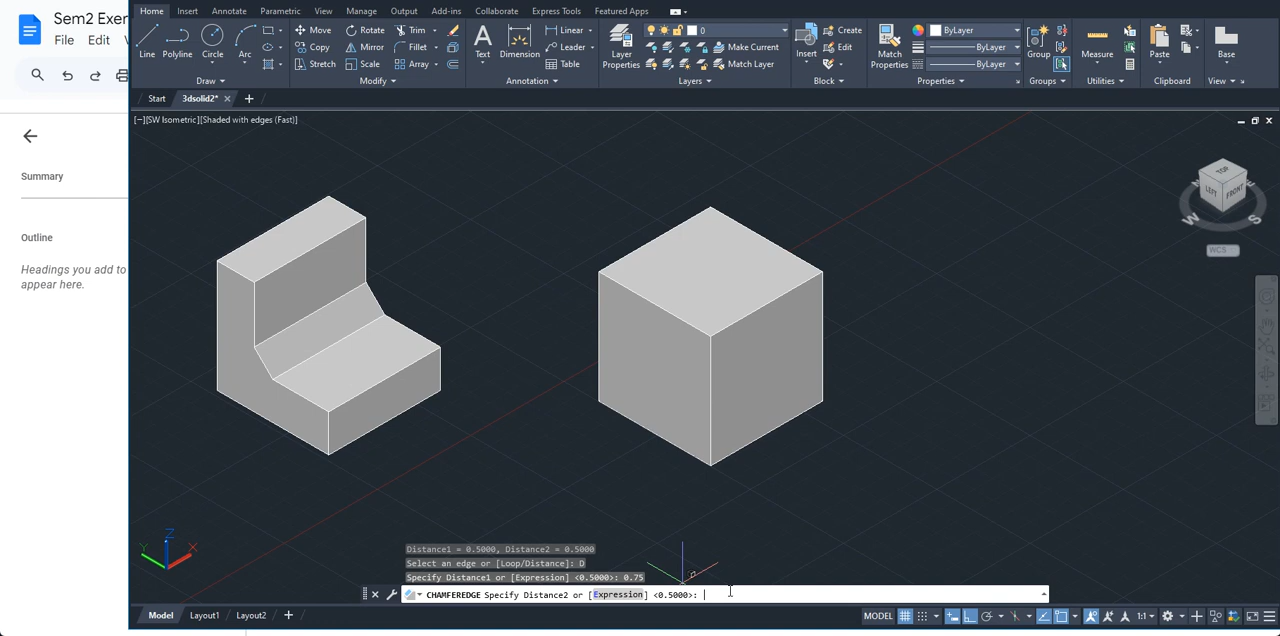 Sem2 Exer
File Edit
Summary
Outline
Headings you add to
appear here.
Home Insert Annotate Parametric View Manage Output Add-ins Collaborate Express Tools Featured Apps
Line Polyline Circle Arc
Draw
Move Rotate Trim
Copy Mirror Fillet
Stretch Scale Array
Modify
Text Dimension
Linear
Leader
Table
Annotation
Layer
Properties
0
Make Current
Match Layer
Layers
Insert
Create
Edit
Block
Match
Properties
ByLayer
ByLayer
ByLayer
Properties
Group
Groups
Measure
Utilities
Paste
Clipboard
Base
View
Start 3dsolid2*
[−][SW Isometric][Shaded with edges (Fast)]
TOP
LEFT FRONT
W S
WCS
Z
Y X
Distance1 = 0.5000, Distance2 = 0.5000
Select an edge or [Loop/Distance]: D
Specify Distance1 or [Expression] <0.5000>: 0.75
CHAMFEREDGE Specify Distance2 or [Expression] <0.5000>:
Model Layout1 Layout2
MODEL 1:1